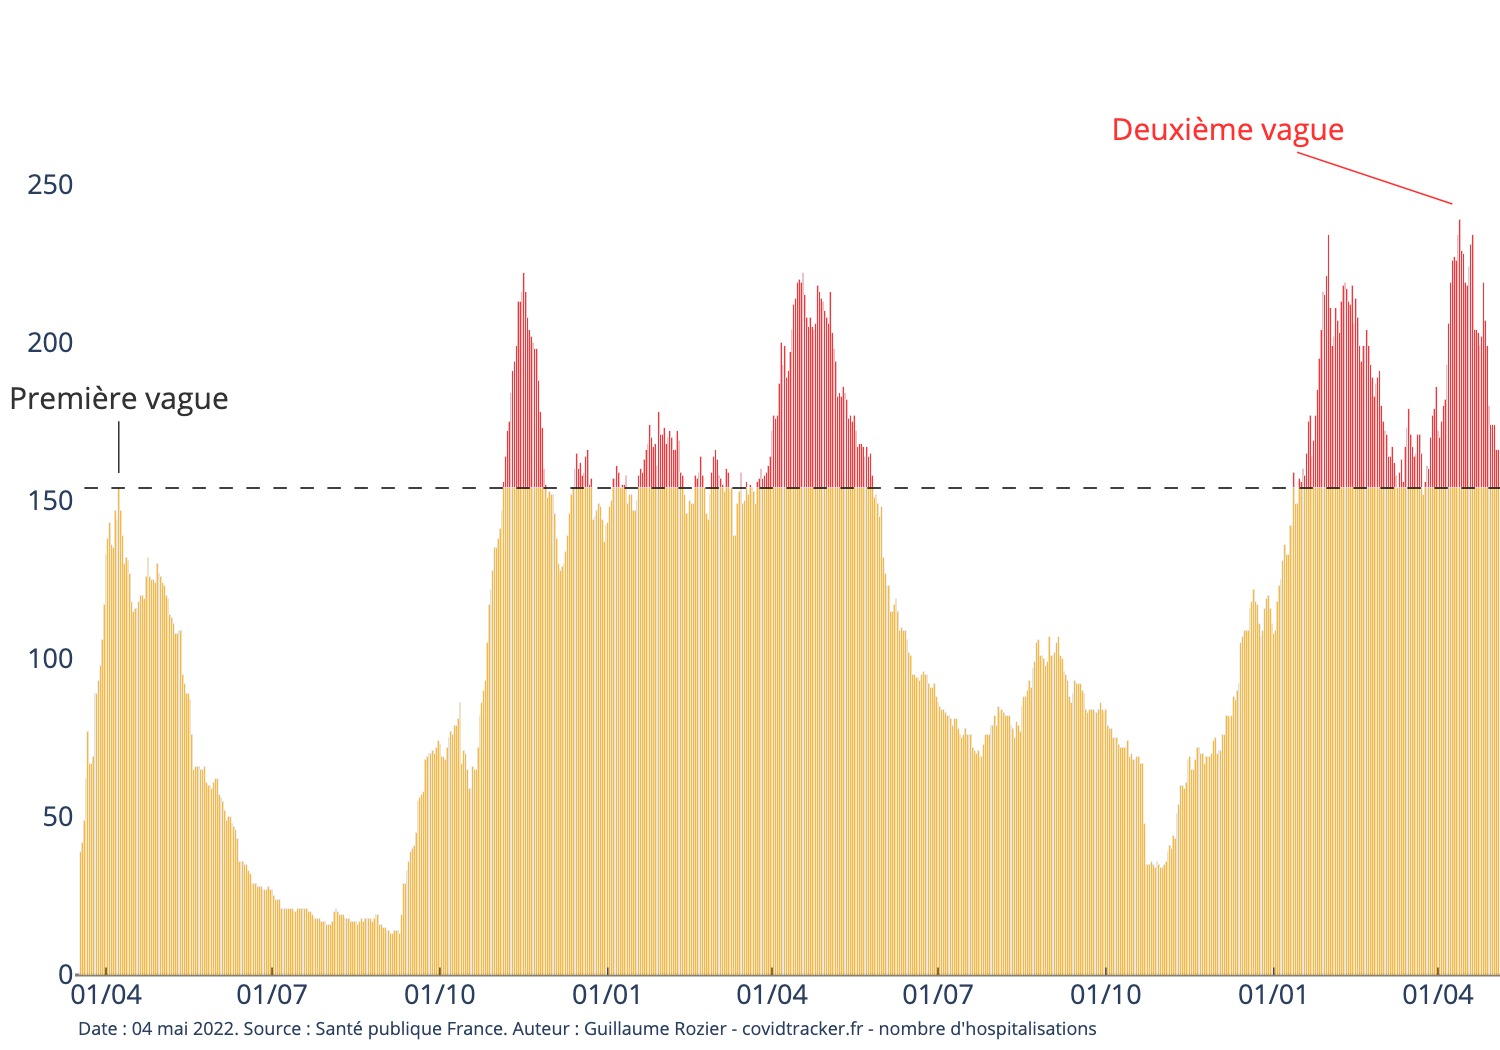 Deuxième vague
250
200
Première vague
150
100
50
0
01/04 01/07 01/10 01/01 01/04 01/07 01/10 01/01 01/04
Date : 04 mai 2022. Source : Santé publique France. Auteur : Guillaume Rozier - covidtracker.fr - nombre d'hospitalisations